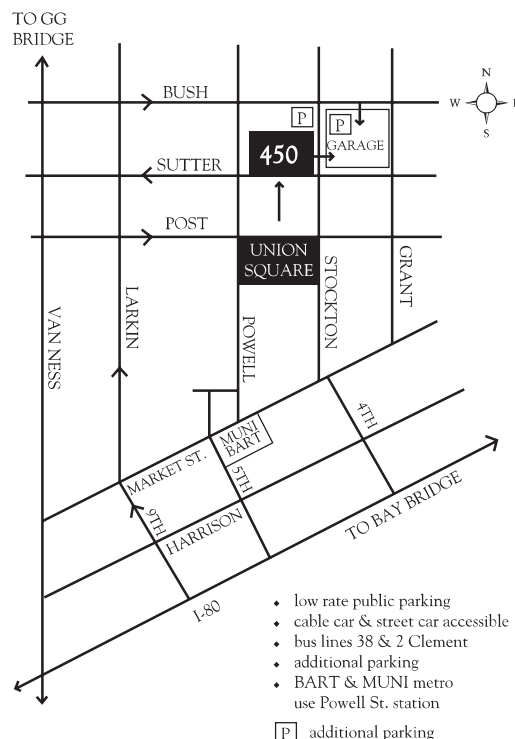 TO GG
BRIDGE
N
W
E
S
BUSH
P
P
GARAGE
450
SUTTER
POST
UNION
SQUARE
VAN NESS
LARKIN
POWELL
STOCKTON
GRANT
MUNI
BART
MARKET ST.
4TH
5TH
9TH
HARRISON
TO BAY BRIDGE
I-80
low rate public parking
cable car & street car accessible
bus lines 38 & 2 Clement
additional parking
BART & MUNI metro
use Powell St. station
P additional parking